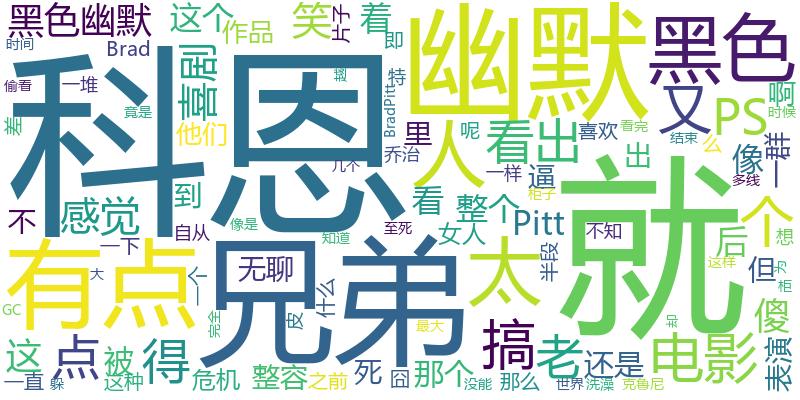 黑色幽默
这个
笑
着
片子
幽默
黑色
时间
Brad
作品
看
即
偷看
一堆
喜剧
特
趁
竟是
BradPitt
科恩
又
PS
啊
差
他们
里
呢
看出
喜欢
看完
时候
人
结束
么
到
几个
乔治
一样
逼
出
像
一群
不
感觉
看
整个
柜子
多线
就
个
自从
像是
知道
至死
女人
Pitt
不知
后
想
有点
一下
无聊
兄弟
太
半段
但
为
这样
栢
大
一个
皮
什么
GC
完全
最大
却
傻
这
点
被
得
搞
老
还是
电影
表演
一直
躲
这种
危机
整容
之前
死
囧
那个
没能
那么
世界
洗澡
克鲁尼